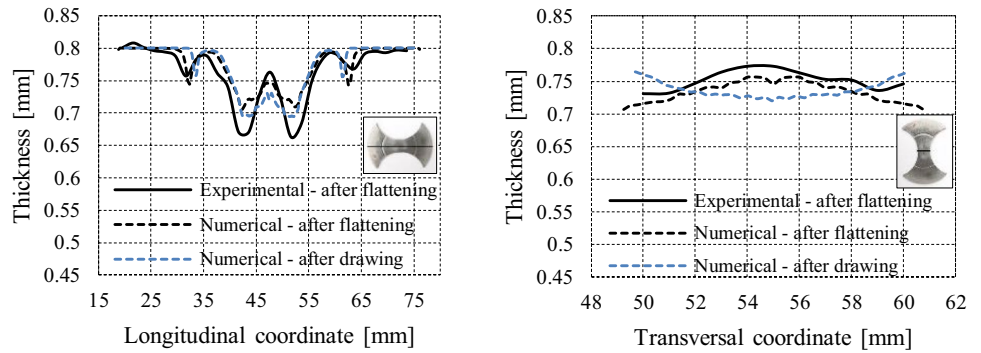 0.85
0.8
0.75
0.7
0.65
0.6
0.55
0.5
0.45
Thickness [mm]
Experimental - after flattening
Numerical - after flattening
Numerical - after drawing
15 25 35 45 55 65 75
Longitudinal coordinate [mm]
0.85
0.8
0.75
0.7
0.65
0.6
0.55
0.5
0.45
Thickness [mm]
Experimental - after flattening
Numerical - after flattening
Numerical - after drawing
48 50 52 54 56 58 60 62
Transversal coordinate [mm]